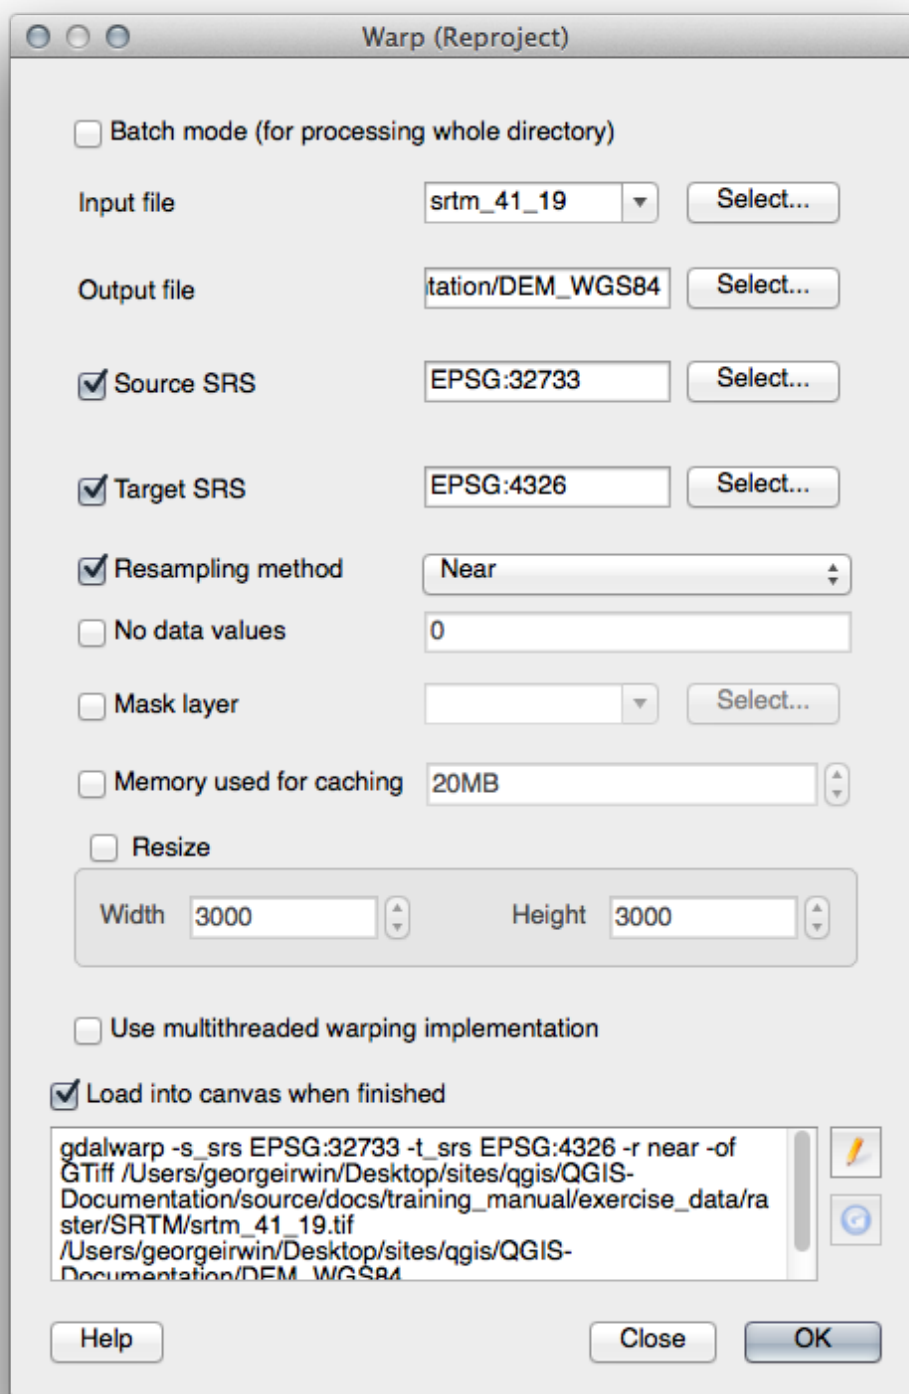 Warp (Reproject)
Batch mode (for processing whole directory)
Input file srtm_41_19 Select...
Output file tation/DEM_WGS84 Select...
Source SRS EPSG:32733 Select...
Target SRS EPSG:4326 Select...
Resampling method Near
No data values 0
Mask layer Select...
Memory used for caching 20MB
Resize
Width 3000 Height 3000
Use multithreaded warping implementation
Load into canvas when finished
gdalwarp -s_srs EPSG:32733 -t_srs EPSG:4326 -r near -of
GTiff /Users/georgeirwin/Desktop/sites/qgis/QGIS-
Documentation/source/docs/training_manual/exercise_data/ra
ster/SRTM/srtm_41_19.tif
/Users/georgeirwin/Desktop/sites/qgis/QGIS-
Documentation/DEM_WGS84
Help Close OK